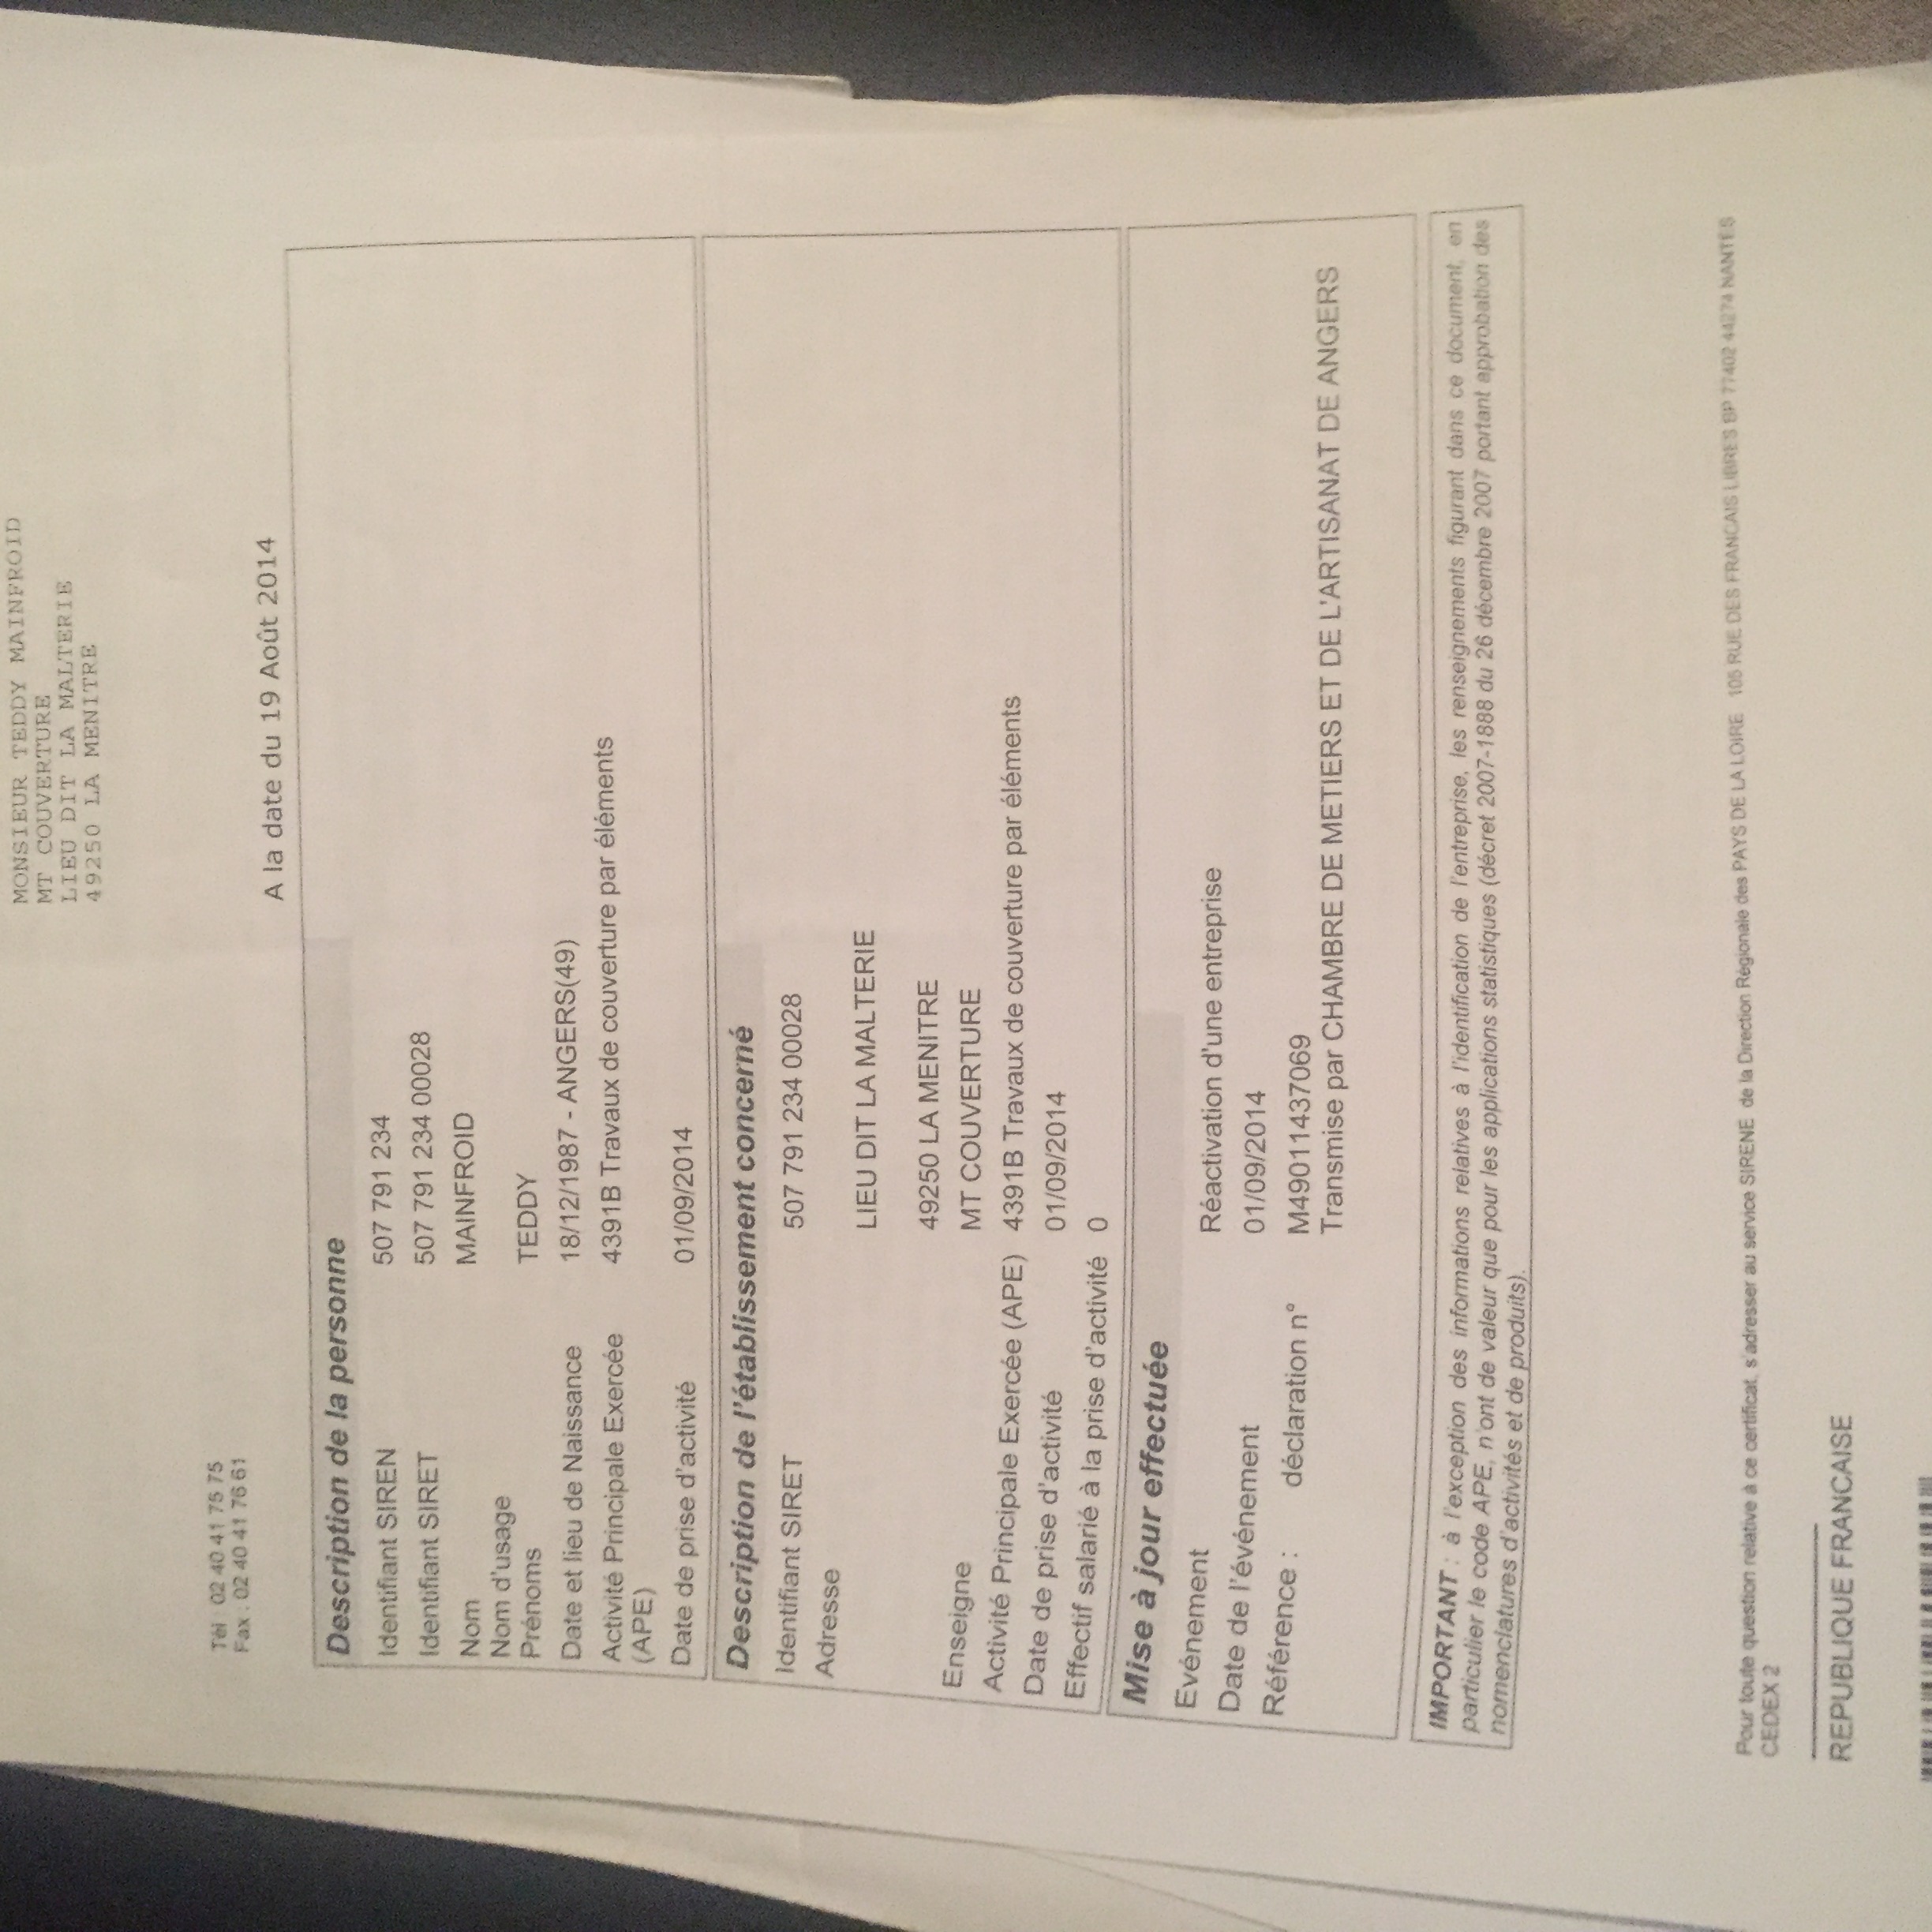 MONSIEUR TEDDY MAINFROID
MT COUVERTURE
LIEU DIT LA MALTERIE
49250 LA MENITRE
Tél : 02 40 41 75 75
Fax : 02 40 41 76 61
A la date du 19 Août 2014
Description de la personne
Identifiant SIREN 507 791 234
Identifiant SIRET 507 791 234 00028
Nom MAINFROID
Nom d'usage
Prénoms TEDDY
Date et lieu de Naissance 18/12/1987 - ANGERS(49)
Activité Principale Exercée 4391B Travaux de couverture par éléments
(APE)
Date de prise d'activité 01/09/2014
Description de l'établissement concerné
Identifiant SIRET 507 791 234 00028
Adresse
LIEU DIT LA MALTERIE
49250 LA MENITRE
Enseigne MT COUVERTURE
Activité Principale Exercée (APE) 4391B Travaux de couverture par éléments
Date de prise d'activité 01/09/2014
Effectif salarié à la prise d'activité 0
Mise à jour effectuée
Evénement Réactivation d'une entreprise
Date de l'événement 01/09/2014
Référence : déclaration n° M49011437069
Transmise par CHAMBRE DE METIERS ET DE L'ARTISANAT DE ANGERS
IMPORTANT : à l'exception des informations relatives à l'identification de l'entreprise, les renseignements figurant dans ce document, en
particulier le code APE, n'ont de valeur que pour les applications statistiques (décret 2007-1888 du 26 décembre 2007 portant approbation des
nomenclatures d'activités et de produits).
Pour toute question relative à ce certificat, s'adresser au service SIRENE de la Direction Régionale des PAYS DE LA LOIRE 105 RUE DES FRANCAIS LIBRES BP 77402 44274 NANTES
CEDEX 2
REPUBLIQUE FRANCAISE